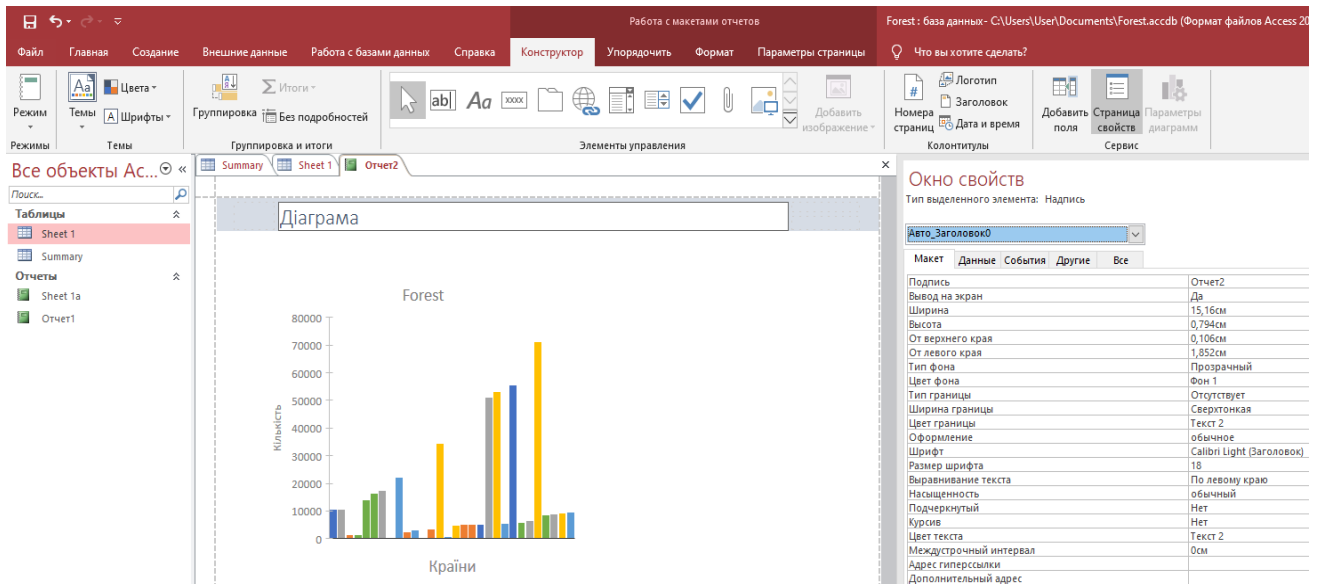 Работа с макетами отчетов
Forest : база данных- C:\Users\User\Documents\Forest.accdb (Формат файлов Access 20
Файл Главная Создание Внешние данные Работа с базами данных Справка Конструктор Упорядочить Формат Параметры страницы Что вы хотите сделать?
Режим
Режимы
Aa
Темы
Цвета
A Шрифты
Темы
Группировка
Итоги
Без подробностей
Группировка и итоги
ab Aa xxxx
Добавить изображение
Элементы управления
Номера страниц
Логотип
Заголовок
Дата и время
Колонтитулы
Добавить поля
Страница свойств
Параметры диаграмм
Сервис
Все объекты Ac...
Поиск...
Таблицы
Sheet 1
Summary
Отчеты
Sheet 1a
Отчет1
Summary Sheet 1 Отчет2
Діаграма
Forest
80000
70000
60000
50000
40000
30000
20000
10000
0
Кількість
Країни
Окно свойств
Тип выделенного элемента: Надпись
Авто_Заголовок0
Макет Данные События Другие Все
Подпись Отчет2
Вывод на экран Да
Ширина 15,16см
Высота 0,794см
От верхнего края 0,106см
От левого края 1,852см
Тип фона Прозрачный
Цвет фона Фон 1
Тип границы Отсутствует
Ширина границы Сверхтонкая
Цвет границы Текст 2
Оформление обычное
Шрифт Calibri Light (Заголовок)
Размер шрифта 18
Выравнивание текста По левому краю
Насыщенность обычный
Подчеркнутый Нет
Курсив Нет
Цвет текста Текст 2
Междустрочный интервал 0см
Адрес гиперссылки
Дополнительный адрес